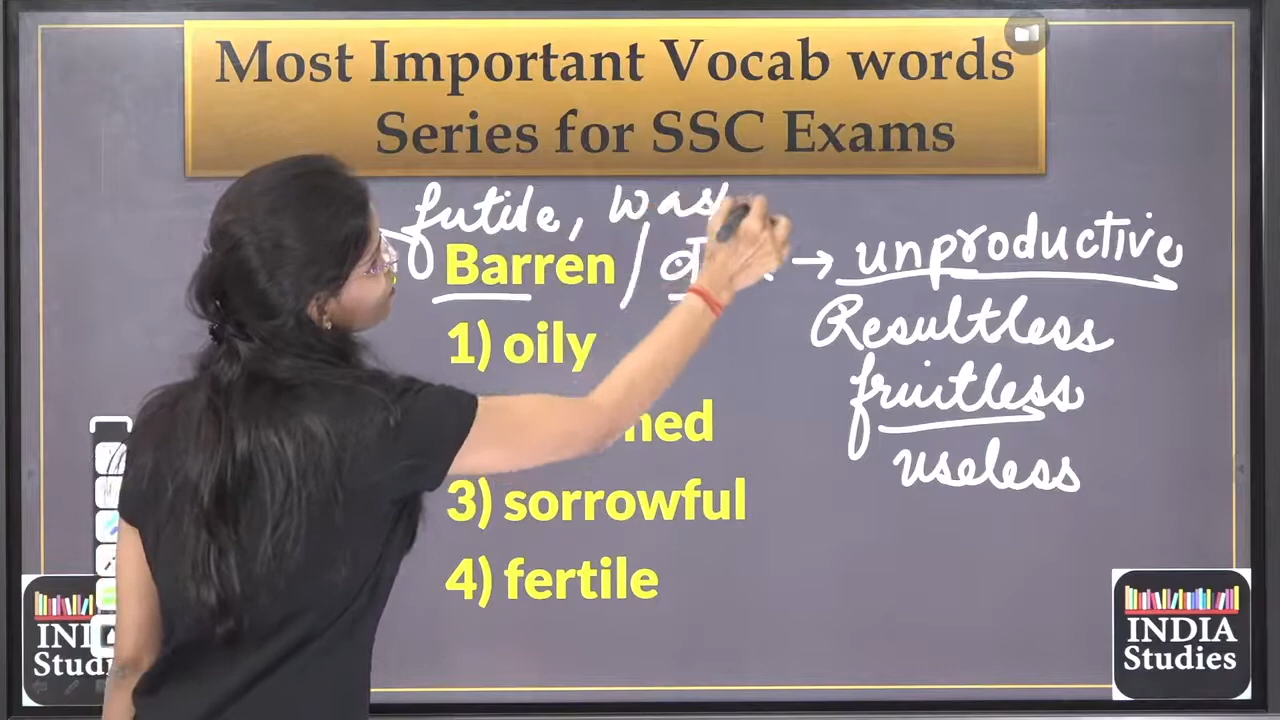 Most Important Vocab words
Series for SSC Exams
futile, was
Barren / → unproductive
1) oily
Resultless
fruitless
3) sorrowful
useless
4) fertile
INDIA
Studies